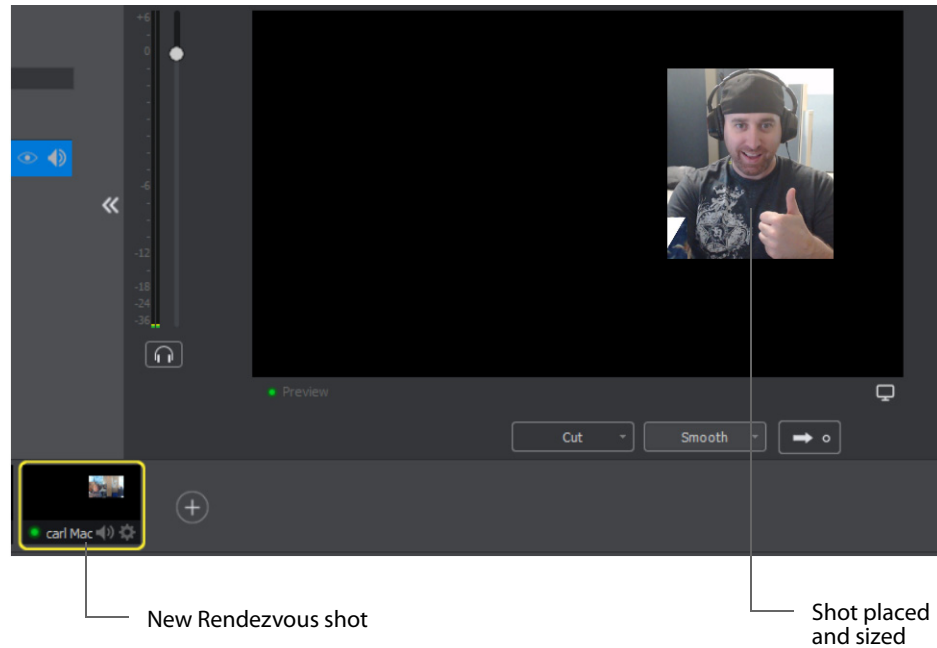 +6
0
-6
-12
-18
-24
-36
Preview
Cut
Smooth
carl Mac
New Rendezvous shot
Shot placed
and sized